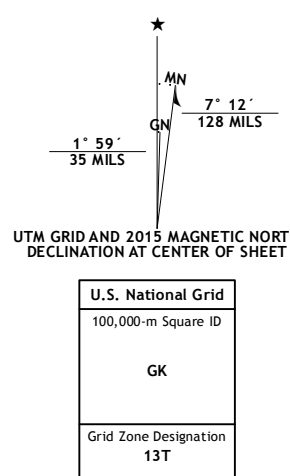 ★
MN
GN
7° 12´
128 MILS
1° 59´
35 MILS
UTM GRID AND 2015 MAGNETIC NORT
DECLINATION AT CENTER OF SHEET
U.S. National Grid
100,000-m Square ID
GK
Grid Zone Designation
13T